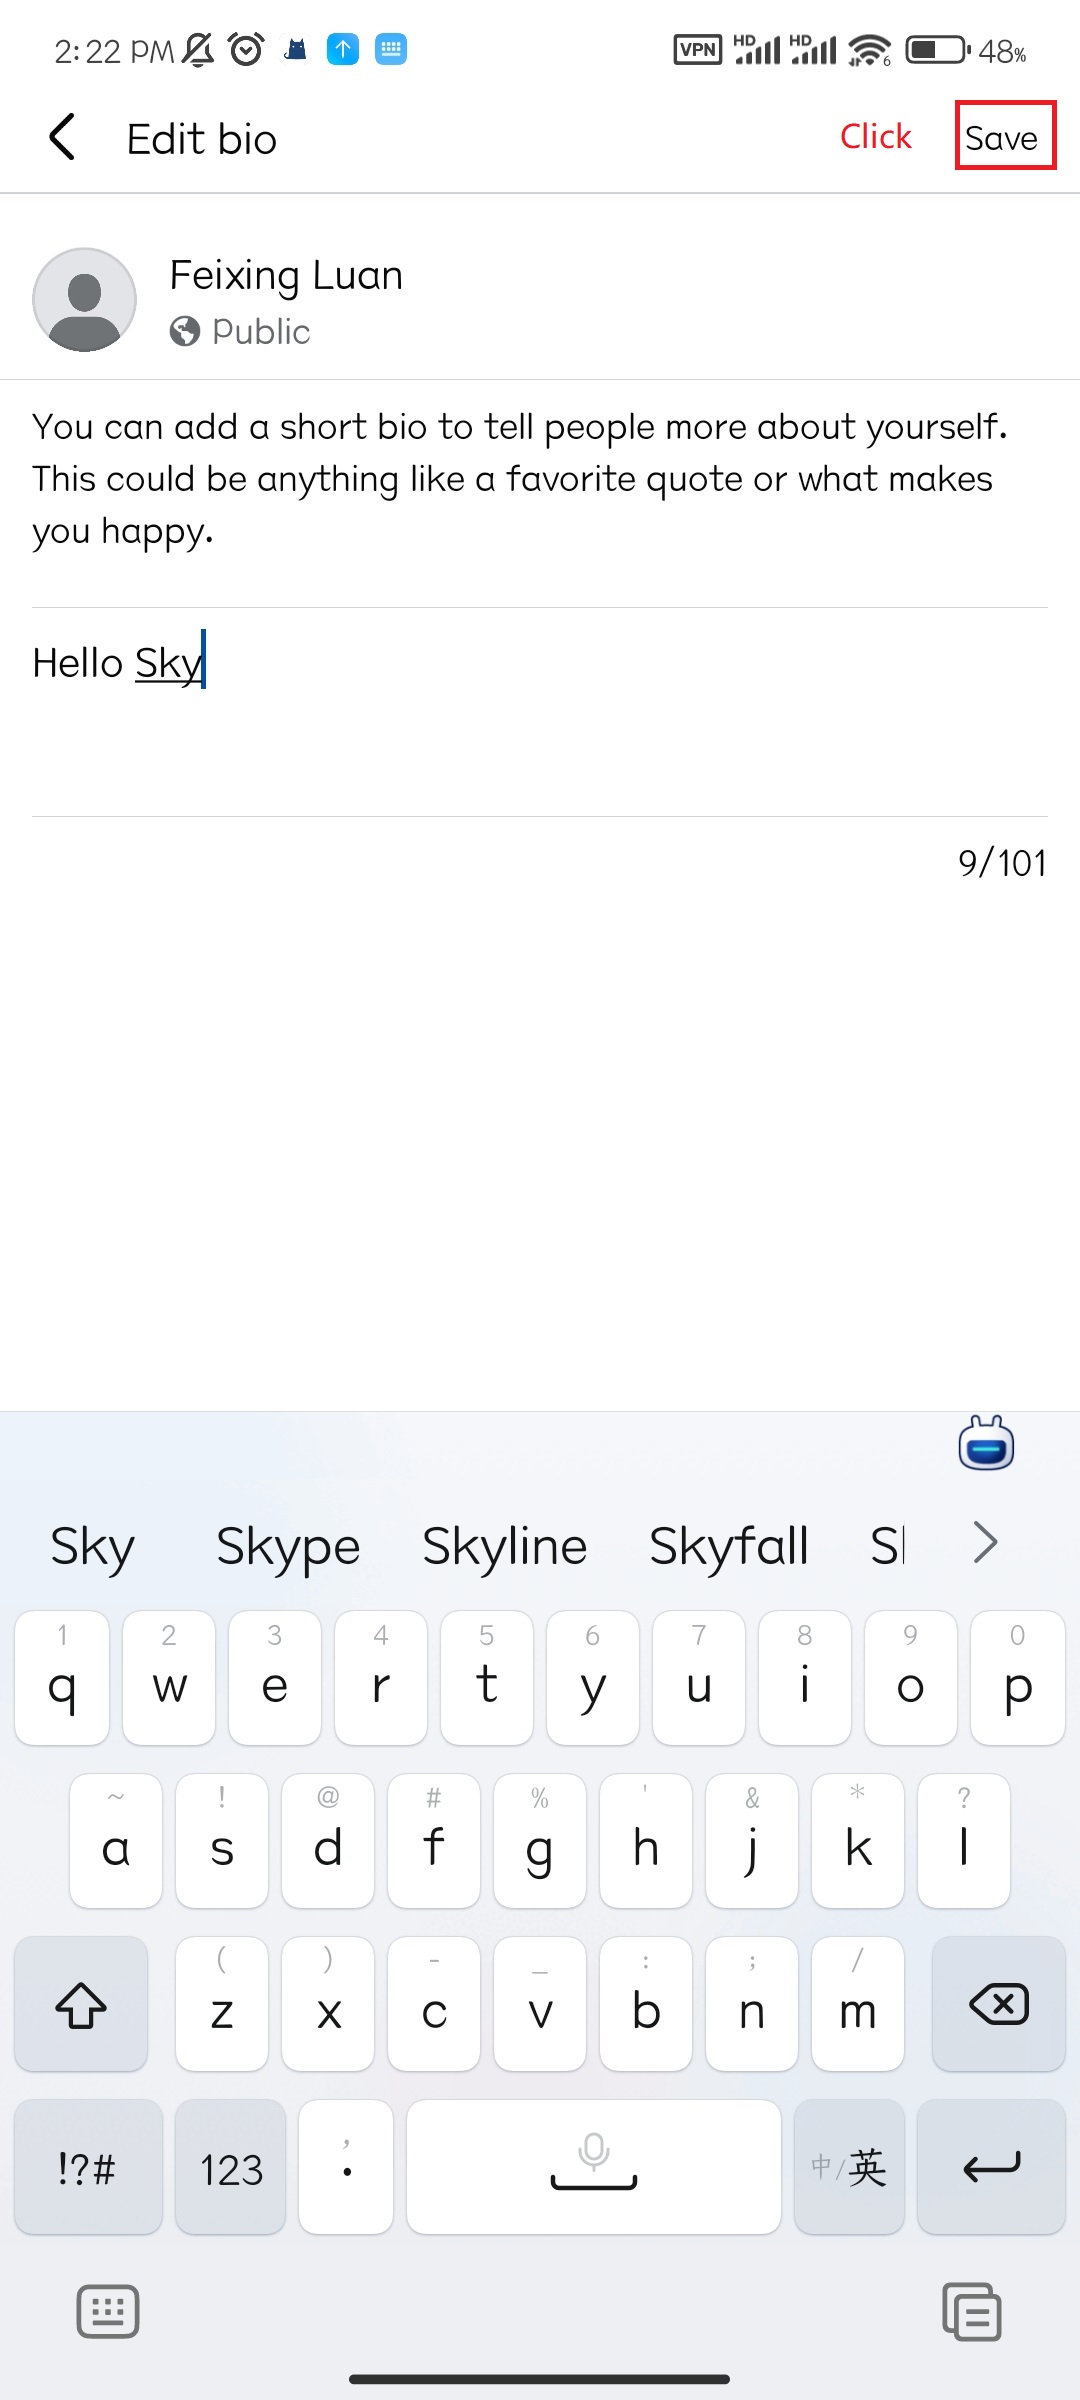 2:22 PM VPN HD HD 6 48%
Edit bio Click Save
Feixing Luan
Public
You can add a short bio to tell people more about yourself.
This could be anything like a favorite quote or what makes
you happy.
Hello Sky
9/101
Sky Skype Skyline Skyfall
1 2 3 4 5 6 7 8 9 0
q w e r t y u i o p
~ ! @ # % ' & * ?
a s d f g h j k l
( ) - _ : ; /
z x c v b n m
!?# 123 , . 中/英